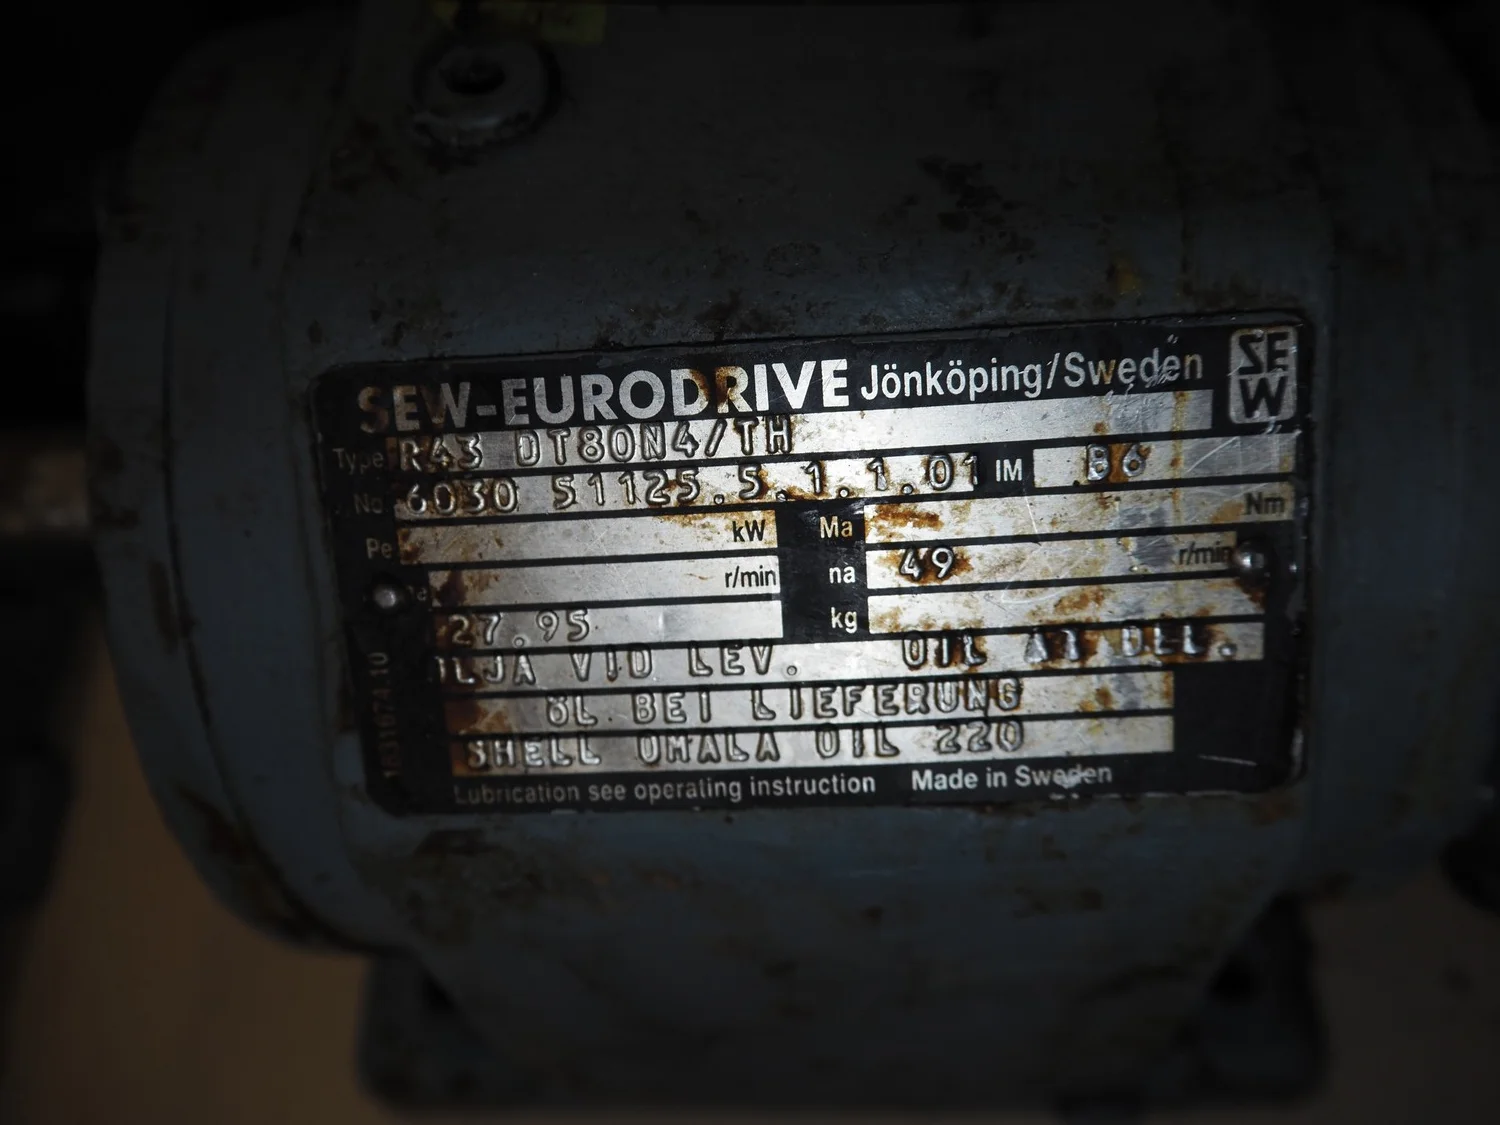 SEW-EURODRIVE Jönköping/Sweden SEW
Type R43 DT80N4/TH
No 6030 51125.5.1.1.01 IM B6
Pe kW Ma Nm
r/min na 49 r/min
27.95 kg
OLJA VID LEV. OIL AT DEL.
ÖL BEI LIEFERUNG
SHELL OMALA OIL 220
Lubrication see operating instruction Made in Sweden